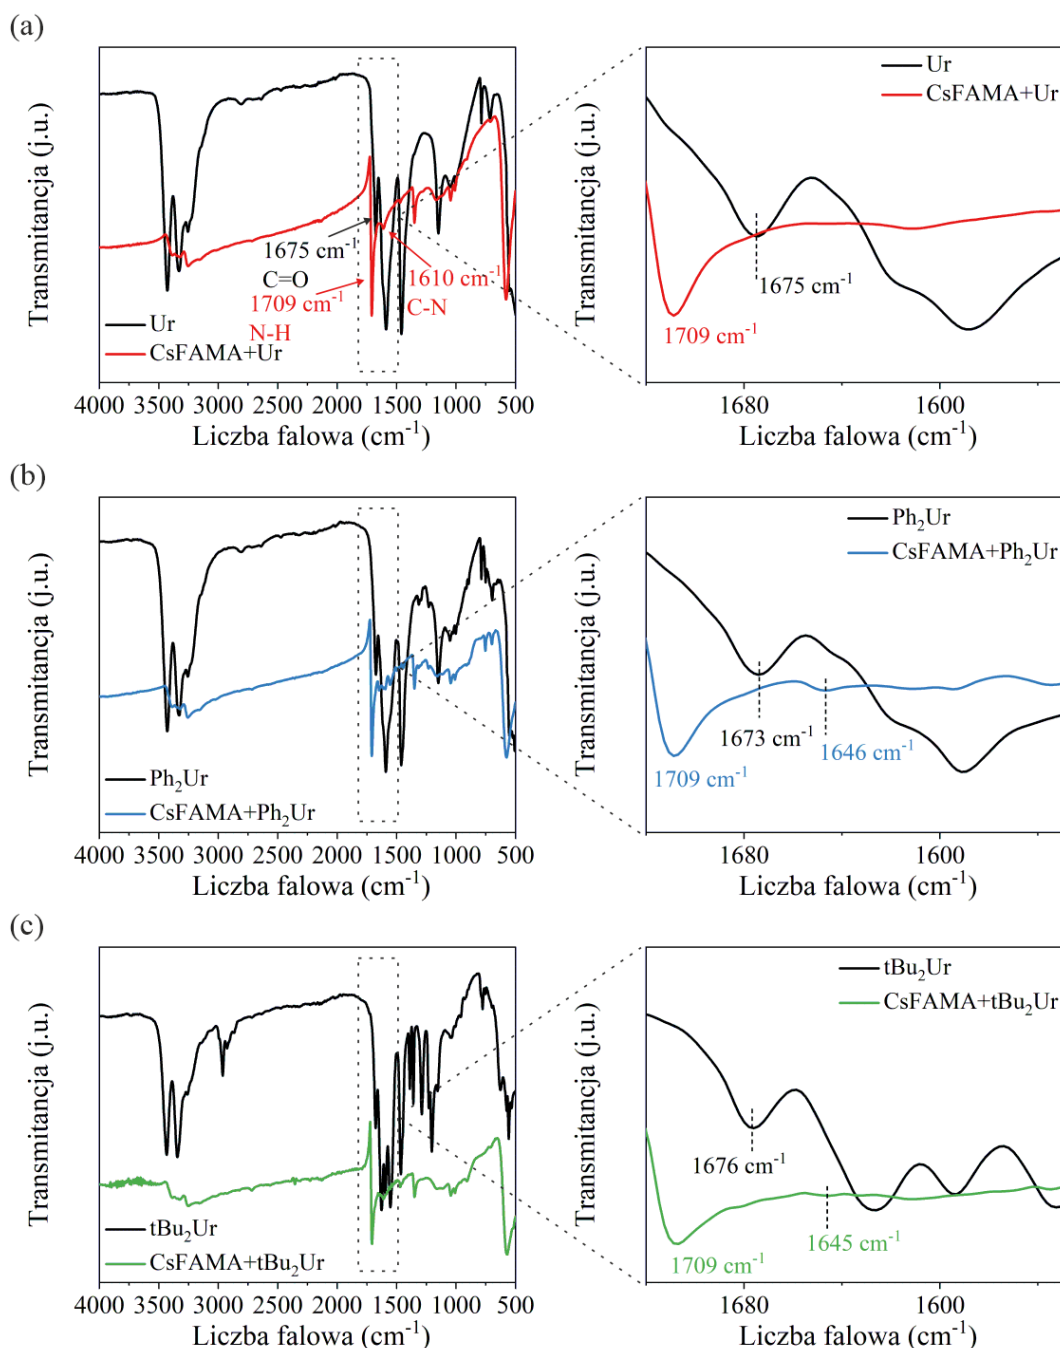 (a)
Transmitancja (j.u.)
1675 cm⁻¹
C=O
1709 cm⁻¹
N-H
1610 cm⁻¹
C-N
Ur
CsFAMA+Ur
4000 3500 3000 2500 2000 1500 1000 500
Liczba falowa (cm⁻¹)
Transmitancja (j.u.)
Ur
CsFAMA+Ur
1675 cm⁻¹
1709 cm⁻¹
1680 1600
Liczba falowa (cm⁻¹)
(b)
Transmitancja (j.u.)
Ph₂Ur
CsFAMA+Ph₂Ur
4000 3500 3000 2500 2000 1500 1000 500
Liczba falowa (cm⁻¹)
Transmitancja (j.u.)
Ph₂Ur
CsFAMA+Ph₂Ur
1673 cm⁻¹
1646 cm⁻¹
1709 cm⁻¹
1680 1600
Liczba falowa (cm⁻¹)
(c)
Transmitancja (j.u.)
tBu₂Ur
CsFAMA+tBu₂Ur
4000 3500 3000 2500 2000 1500 1000 500
Liczba falowa (cm⁻¹)
Transmitancja (j.u.)
tBu₂Ur
CsFAMA+tBu₂Ur
1676 cm⁻¹
1645 cm⁻¹
1709 cm⁻¹
1680 1600
Liczba falowa (cm⁻¹)